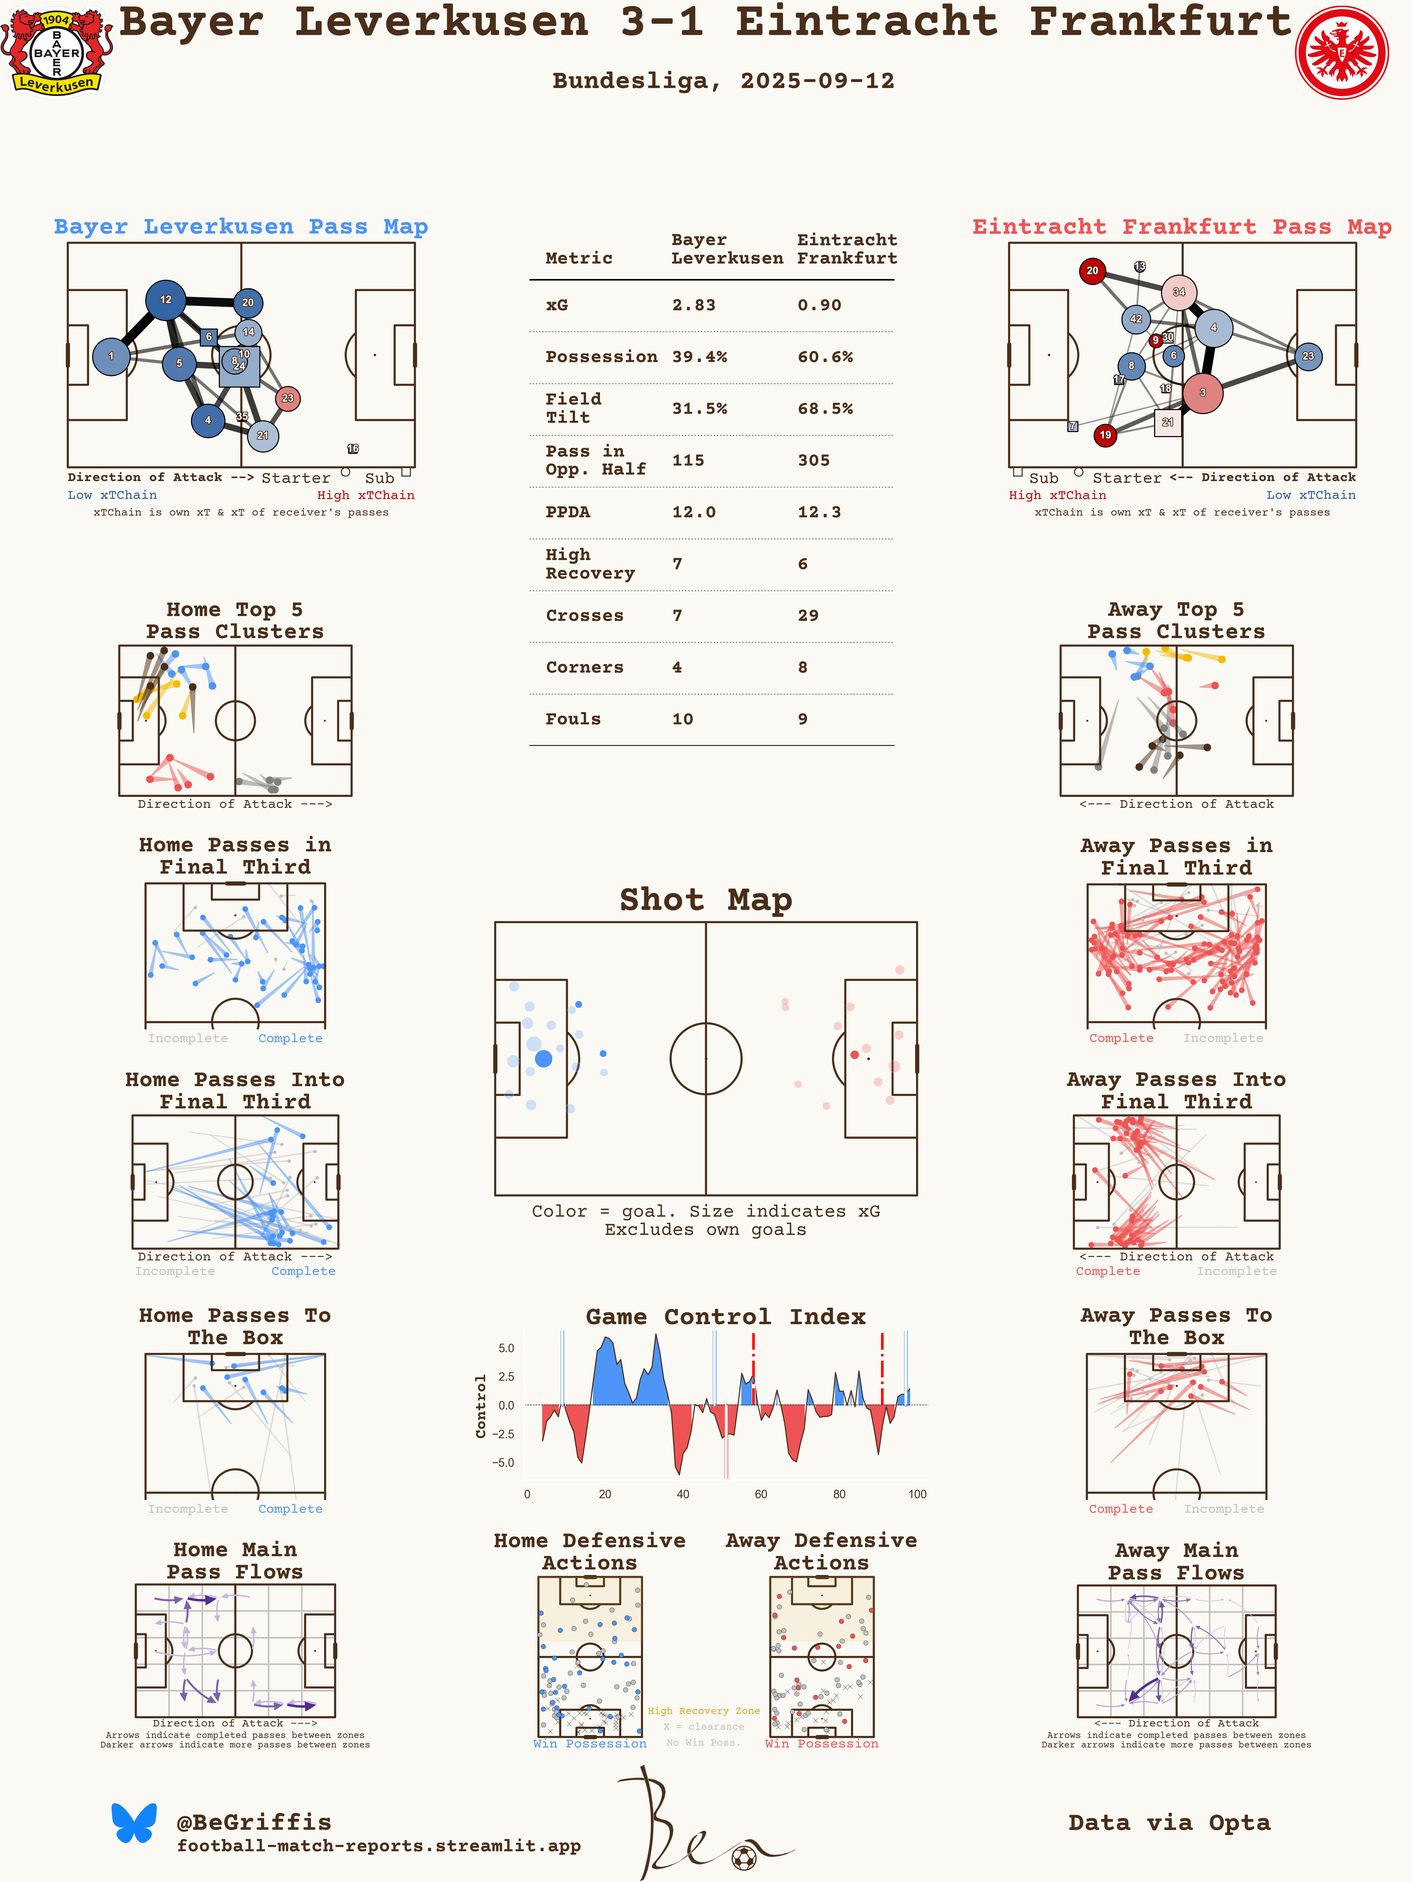 Bayer Leverkusen 3-1 Eintracht Frankfurt
Bundesliga, 2025-09-12
1904
BAYER
BAYER
Leverkusen
Bayer Leverkusen Pass Map
12
20
6
14
1
5
10
8
24
23
4
35
21
16
Direction of Attack --> Starter Sub
Low xTChain High xTChain
xTChain is own xT & xT of receiver's passes
Metric Bayer Leverkusen Eintracht Frankfurt
xG 2.83 0.90
Possession 39.4% 60.6%
Field Tilt 31.5% 68.5%
Pass in Opp. Half 115 305
PPDA 12.0 12.3
High Recovery 7 6
Crosses 7 29
Corners 4 8
Fouls 10 9
Eintracht Frankfurt Pass Map
20
13
34
42
4
9
30
6
23
8
17
18
3
7
21
19
Sub Starter <-- Direction of Attack
High xTChain Low xTChain
xTChain is own xT & xT of receiver's passes
Home Top 5
Pass Clusters
Direction of Attack --->
Away Top 5
Pass Clusters
<--- Direction of Attack
Home Passes in
Final Third
Incomplete Complete
Away Passes in
Final Third
Complete Incomplete
Shot Map
Color = goal. Size indicates xG
Excludes own goals
Home Passes Into
Final Third
Direction of Attack --->
Incomplete Complete
Away Passes Into
Final Third
<--- Direction of Attack
Complete Incomplete
Home Passes To
The Box
Incomplete Complete
Game Control Index
Control
5.0
2.5
0.0
−2.5
−5.0
0 20 40 60 80 100
Away Passes To
The Box
Complete Incomplete
Home Main
Pass Flows
Direction of Attack --->
Arrows indicate completed passes between zones
Darker arrows indicate more passes between zones
Home Defensive
Actions
Win Possession
Away Defensive
Actions
Win Possession
High Recovery Zone
X = clearance
No Win Poss.
Away Main
Pass Flows
<--- Direction of Attack
Arrows indicate completed passes between zones
Darker arrows indicate more passes between zones
@BeGriffis
football-match-reports.streamlit.app
Ben
Data via Opta